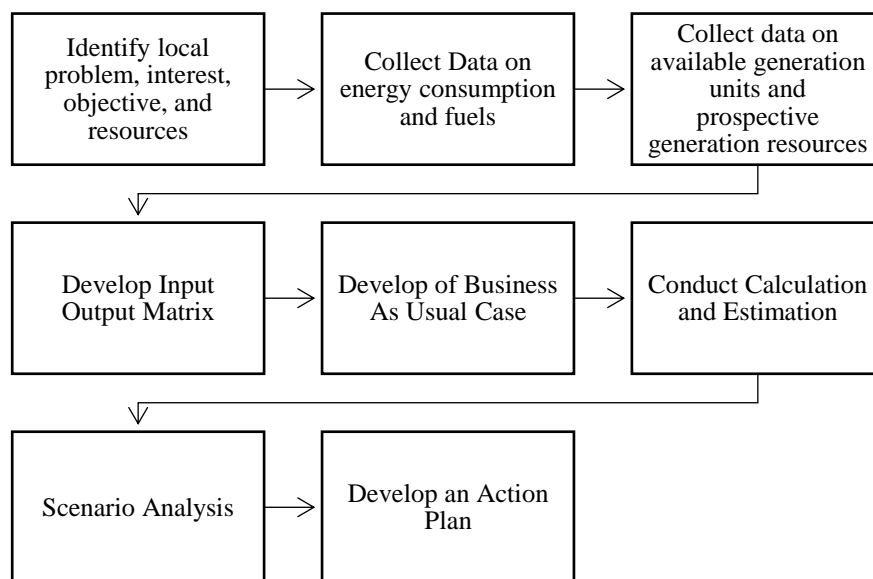 Identify local
problem, interest,
objective, and
resources
Collect Data on
energy consumption
and fuels
Collect data on
available generation
units and
prospective
generation resources
Develop Input
Output Matrix
Develop of Business
As Usual Case
Conduct Calculation
and Estimation
Scenario Analysis
Develop an Action
Plan